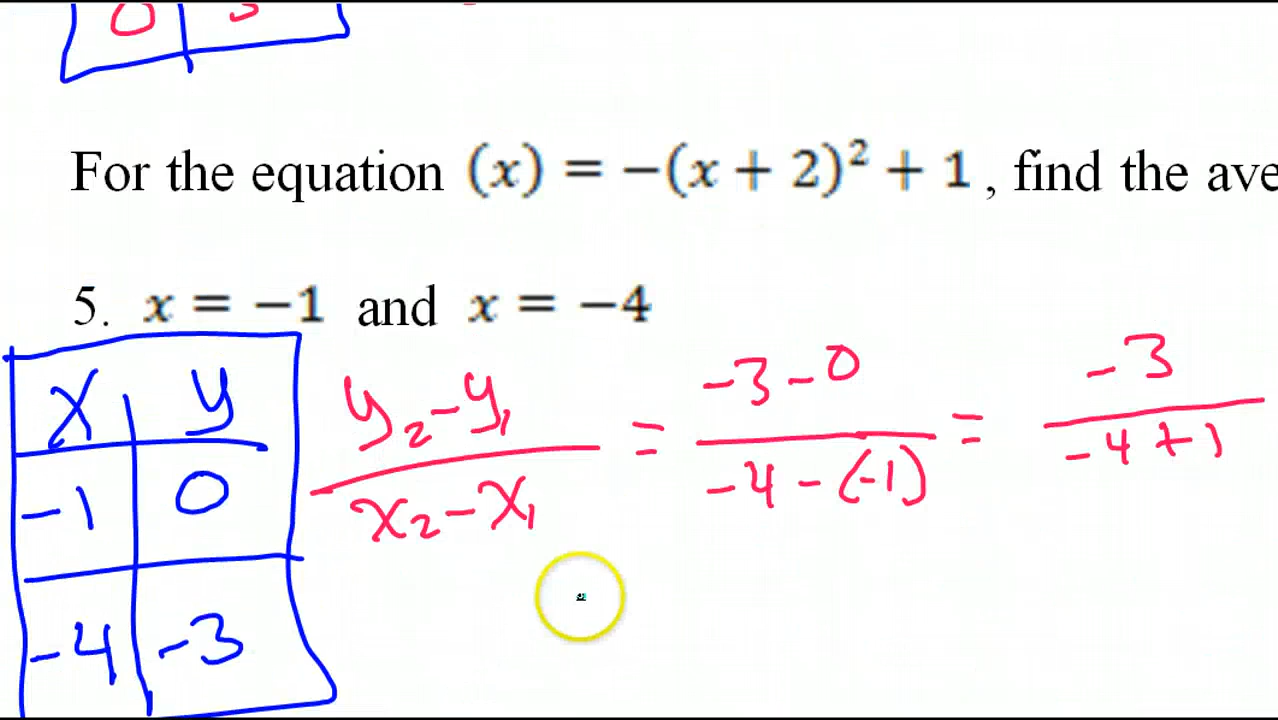 0
For the equation (x) = −(x + 2)² + 1 , find the ave
5. x = −1 and x = −4
x y
y₂ - y₁ / x₂ - x₁ = -3 - 0 / -4 - (-1) = -3 / -4 + 1
-1 0
-4 -3